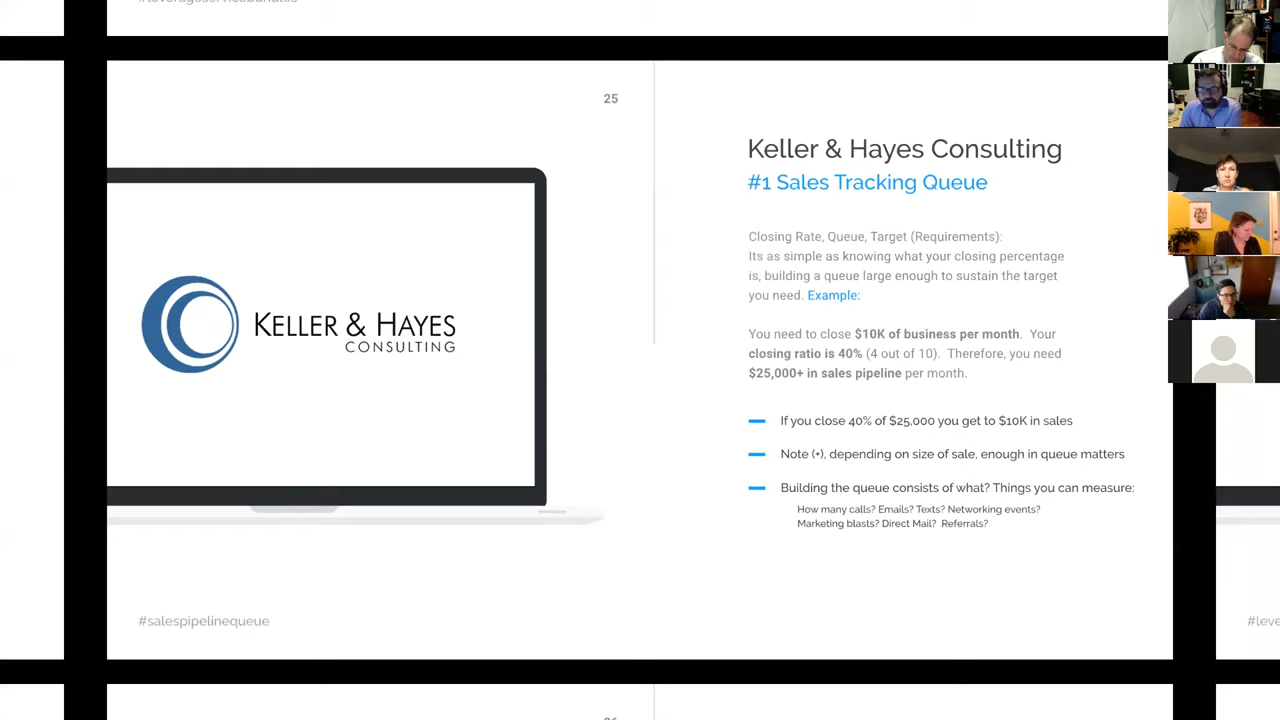 #leverageservicebundles
25
KELLER & HAYES
CONSULTING
#salespipelinequeue
Keller & Hayes Consulting
#1 Sales Tracking Queue
Closing Rate, Queue, Target (Requirements):
Its as simple as knowing what your closing percentage
is, building a queue large enough to sustain the target
you need. Example:
You need to close $10K of business per month. Your
closing ratio is 40% (4 out of 10). Therefore, you need
$25,000+ in sales pipeline per month.
If you close 40% of $25,000 you get to $10K in sales
Note (+), depending on size of sale, enough in queue matters
Building the queue consists of what? Things you can measure:
How many calls? Emails? Texts? Networking events?
Marketing blasts? Direct Mail? Referrals?
#leve